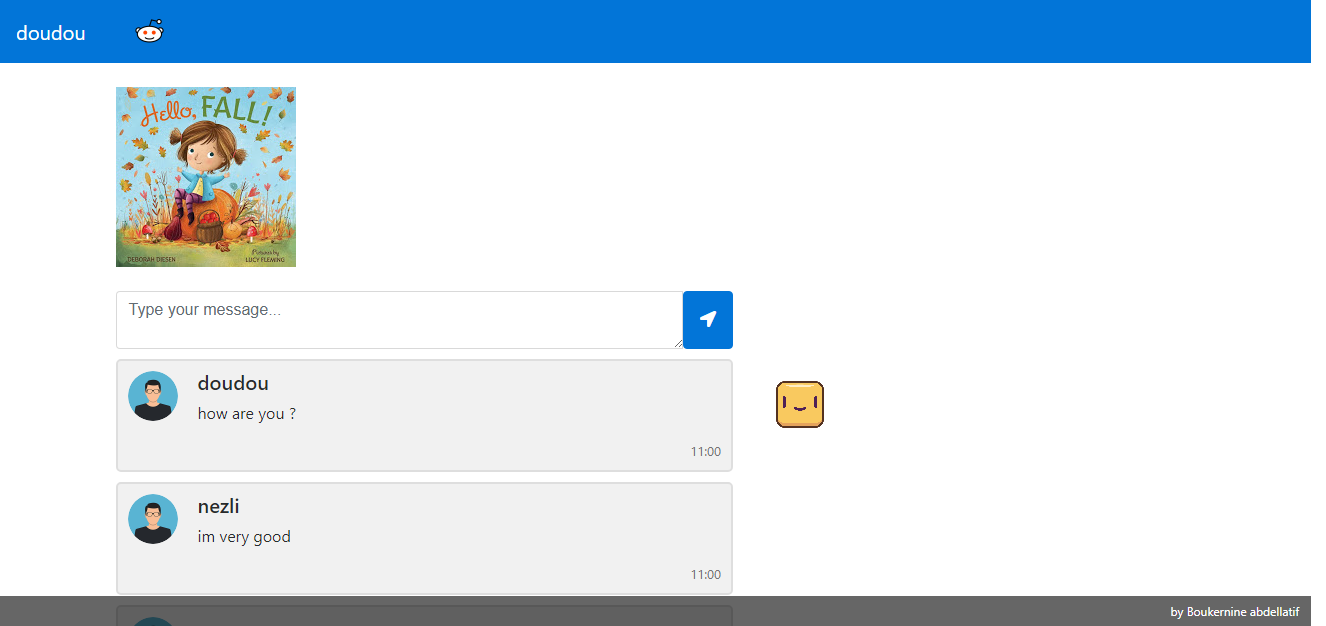 doudou
Hello, FALL!
Pictures by
DEBORAH DIESEN
LUCY FLEMING
Type your message...
doudou
how are you ?
11:00
nezli
im very good
11:00
by Boukernine abdellatif